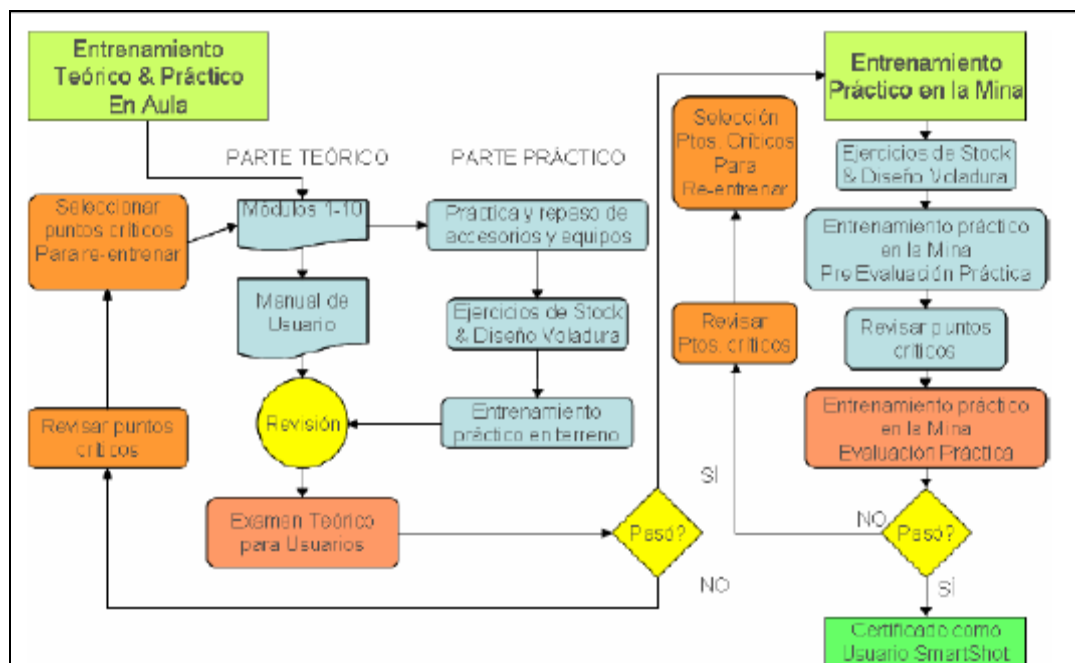 Entrenamiento
Teórico & Práctico
En Aula
PARTE TEÓRICO
PARTE PRÁCTICO
Módulos 1-10
Práctica y repaso de
accesorios y equipos
Seleccionar
puntos críticos
Para re-entrenar
Manual de
Usuario
Ejercicios de Stock
& Diseño Voladura
Revisión
Entrenamiento
práctico en terreno
Revisar puntos
críticos
Examen Teórico
para Usuarios
Pasó?
SÍ
NO
Entrenamiento
Práctico en la Mina
Selección
Ptos. Críticos
Para
Re-entrenar
Ejercicios de Stock
& Diseño Voladura
Entrenamiento práctico
en la Mina
Pre Evaluación Práctica
Revisar
Ptos. críticos
Revisar puntos
críticos
Entrenamiento práctico
en la Mina
Evaluación Práctica
NO
Pasó?
SÍ
Certificado como
Usuario SmartShot